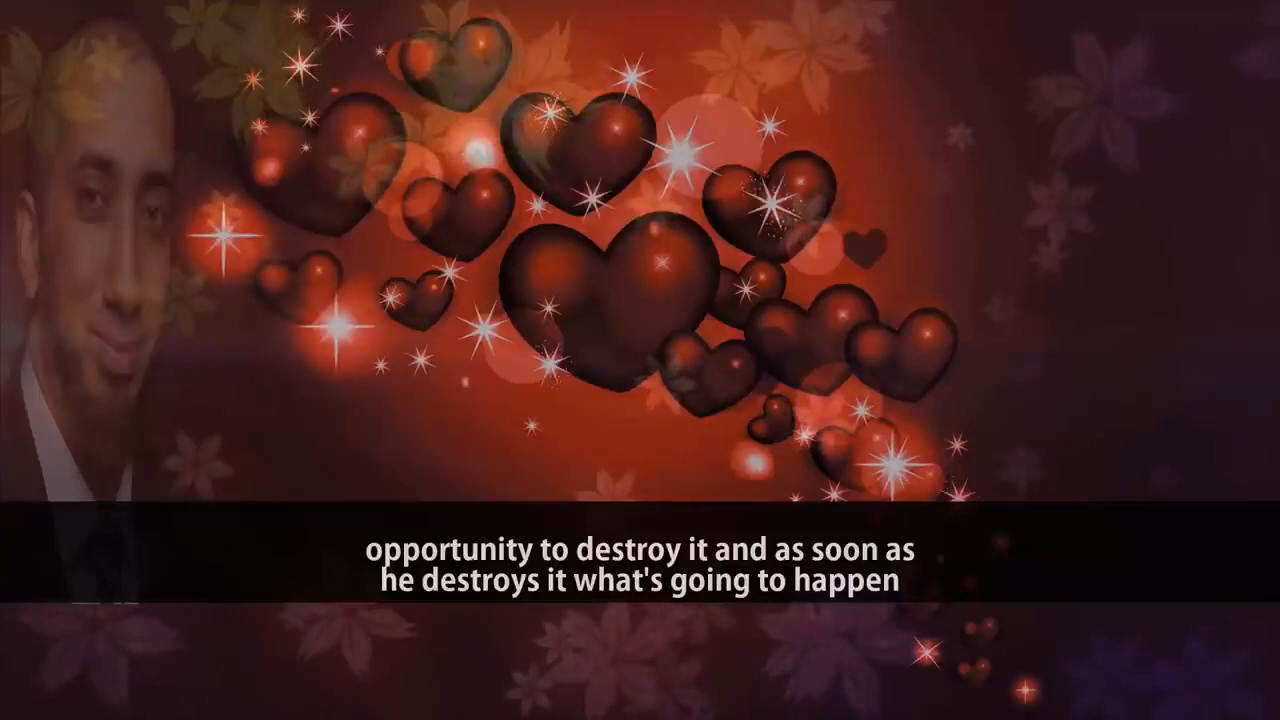 opportunity to destroy it and as soon as
he destroys it what's going to happen